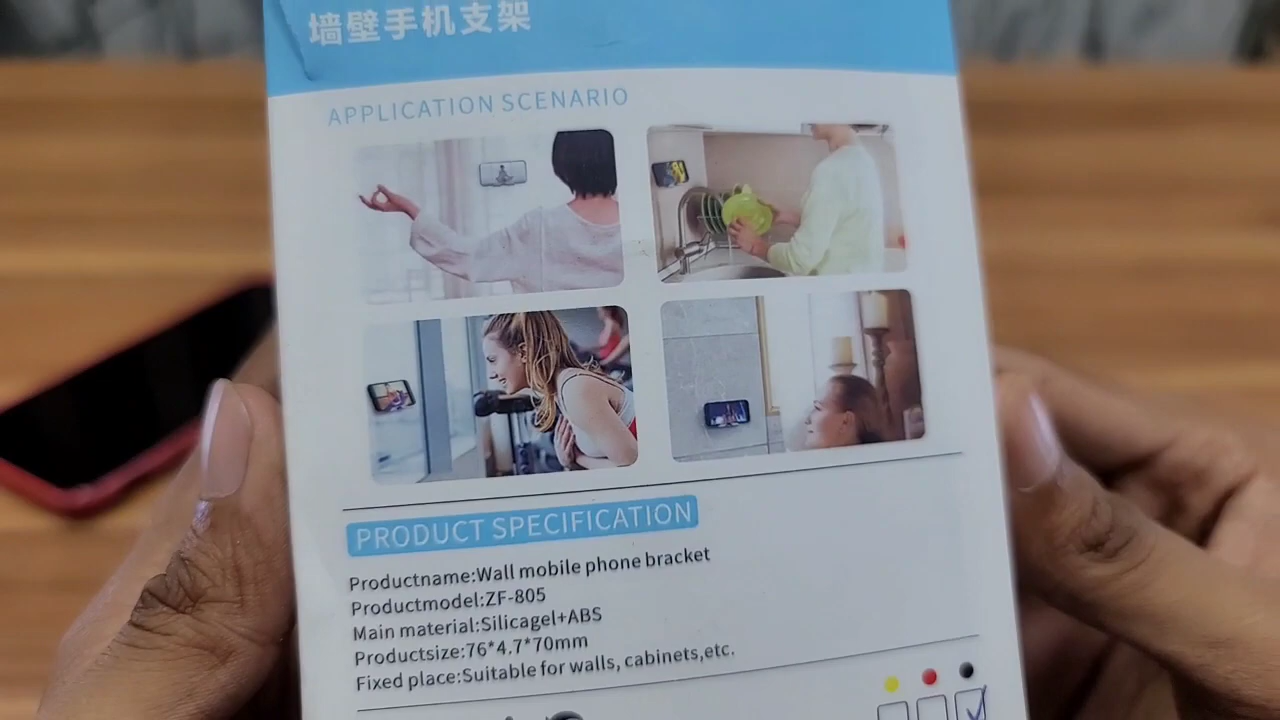 墙壁手机支架
APPLICATION SCENARIO
PRODUCT SPECIFICATION
Productname:Wall mobile phone bracket
Productmodel:ZF-805
Main material:Silicagel+ABS
Productsize:76*4.7*70mm
Fixed place:Suitable for walls, cabinets,etc.